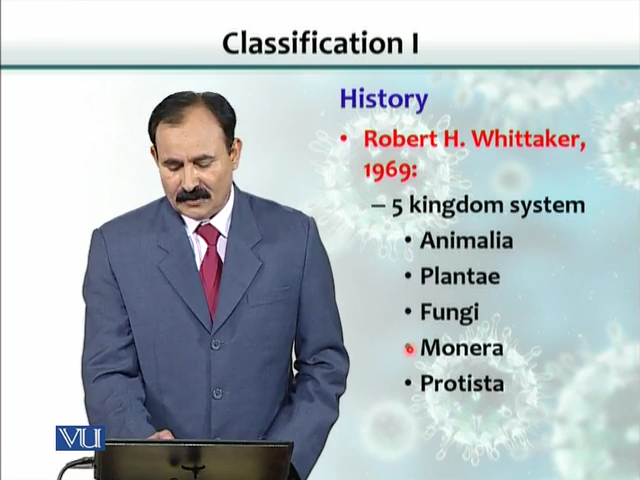 Classification I
History
• Robert H. Whittaker,
1969:
– 5 kingdom system
• Animalia
• Plantae
• Fungi
• Monera
• Protista
VU